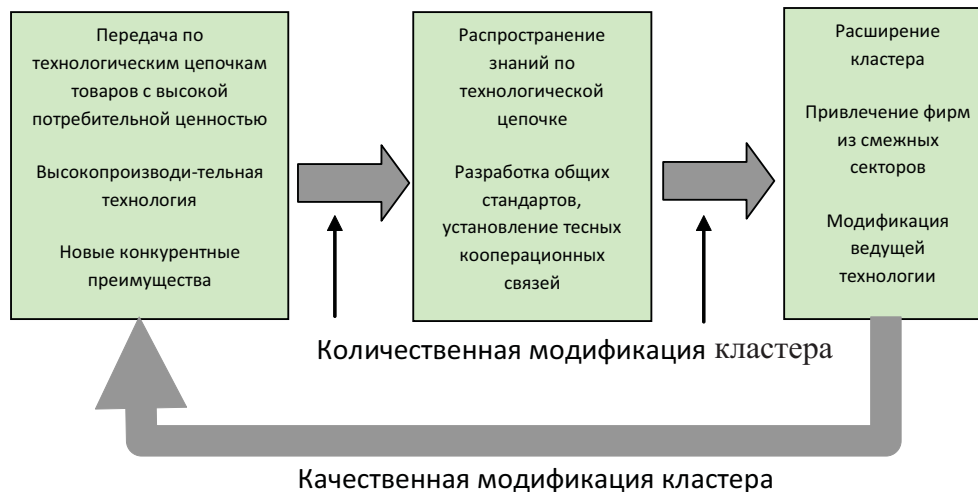 Передача по
технологическим цепочкам
товаров с высокой
потребительной ценностью
Высокопроизводи-тельная
технология
Новые конкурентные
преимущества
Распространение
знаний по
технологической
цепочке
Разработка общих
стандартов,
установление тесных
кооперационных
связей
Расширение
кластера
Привлечение фирм
из смежных
секторов
Модификация
ведущей
технологии
Количественная модификация кластера
Качественная модификация кластера